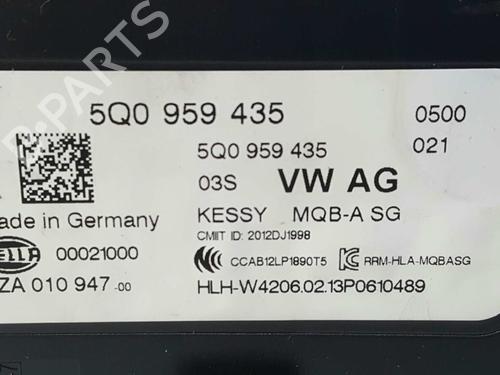 B-PARTS
5Q0 959 435
0500
5Q0 959 435
021
03S VW AG
ade in Germany
KESSY MQB-A SG
CMIIT ID: 2012DJ1998
ELLA 00021000
CCAB12LP1890T5
RRM-HLA-MQBASG
ZA 010 947-00
HLH-W4206.02.13P0610489